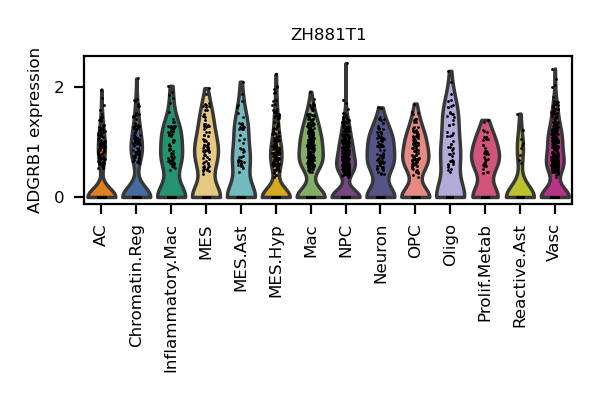 ZH881T1
ADGRB1 expression
2
0
AC
Chromatin.Reg
Inflammatory.Mac
MES
MES.Ast
MES.Hyp
Mac
NPC
Neuron
OPC
Oligo
Prolif.Metab
Reactive.Ast
Vasc